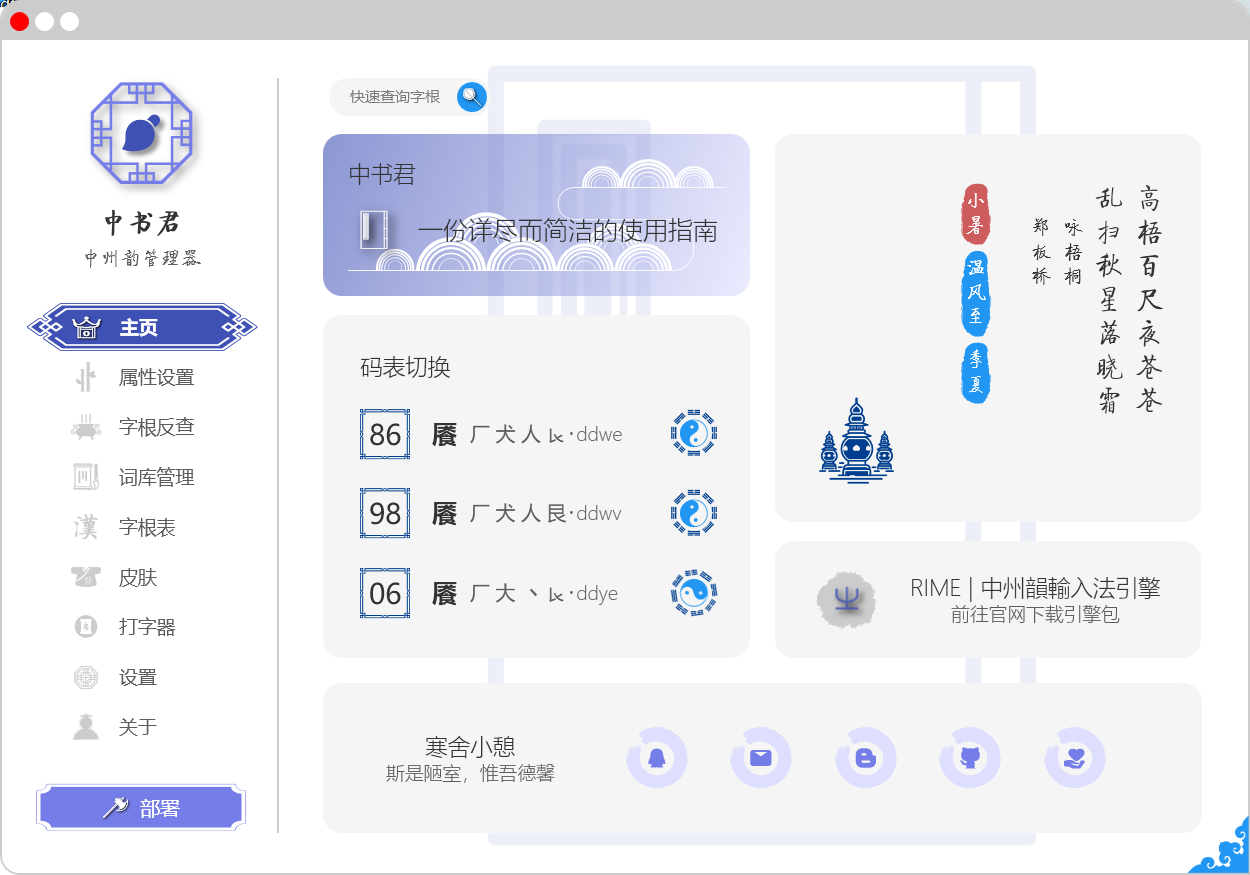 中书君
中州韵管理器
主页
属性设置
字根反查
词库管理
字根表
皮肤
打字器
设置
关于
部署
快速查询字根
中书君
一份详尽而简洁的使用指南
码表切换
86 餍 厂犬人⺄·ddwe
98 餍 厂犬人艮·ddwv
06 餍 厂大丶·ddye
高梧百尺夜苍苍
乱扫秋星落晓霜
咏梧桐
郑板桥
小暑
温风至
季夏
RIME | 中州韻輸入法引擎
前往官网下载引擎包
寒舍小憩
斯是陋室，惟吾德馨
漢